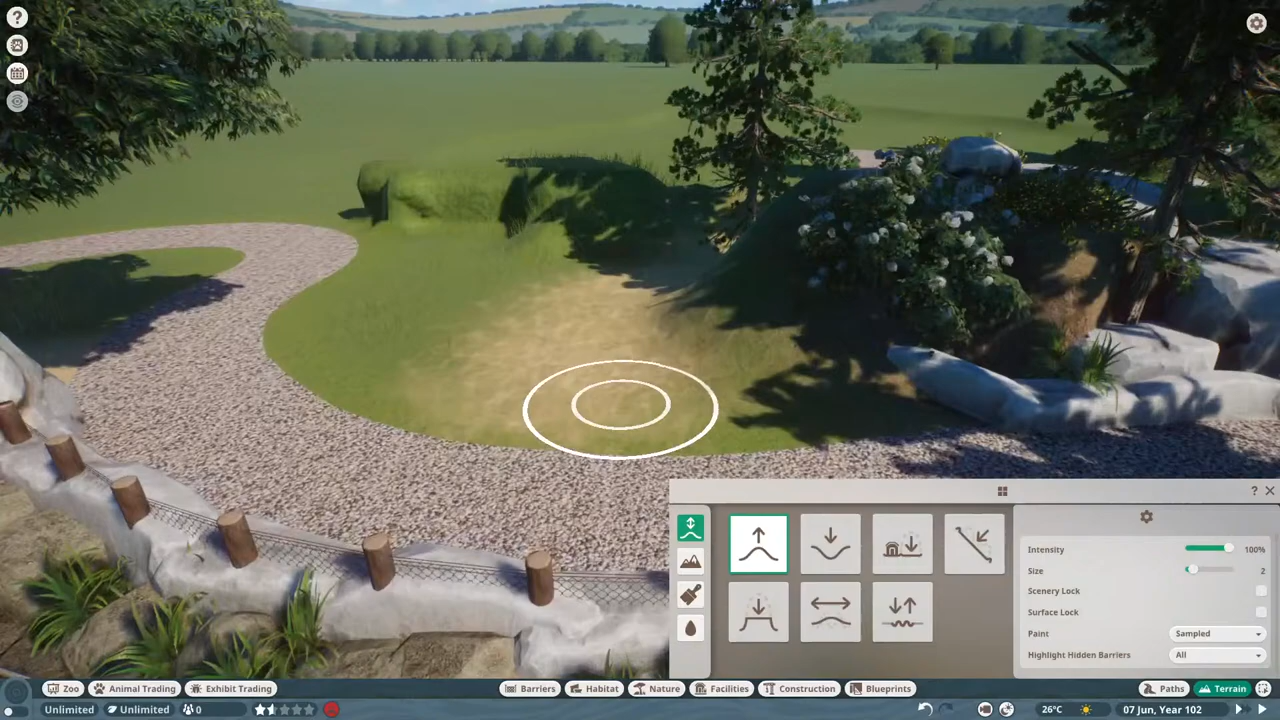 ?
? ×
Intensity 100%
Size 2
Scenery Lock
Surface Lock
Paint Sampled
Highlight Hidden Barriers All
Zoo Animal Trading Exhibit Trading Barriers Habitat Nature Facilities Construction Blueprints Paths Terrain
Unlimited Unlimited 0 26°C 07 Jun, Year 102